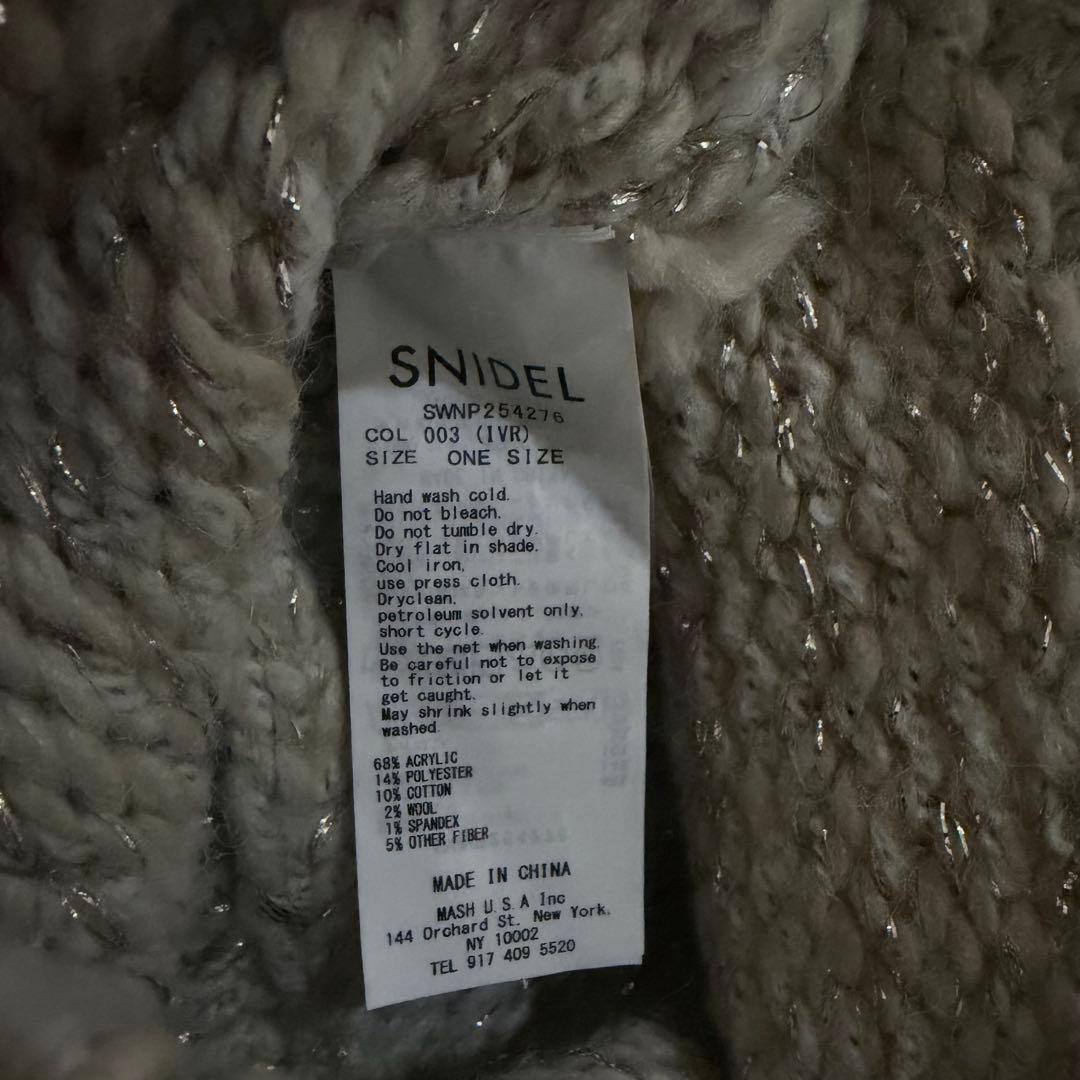 SNIDEL
SWNP254276
COL 003 (IVR)
SIZE ONE SIZE
Hand wash cold.
Do not bleach.
Do not tumble dry.
Dry flat in shade.
Cool iron,
use press cloth.
Dryclean,
petroleum solvent only,
short cycle.
Use the net when washing.
Be careful not to expose
to friction or let it
get caught.
May shrink slightly when
washed.
68% ACRYLIC
14% POLYESTER
10% COTTON
2% WOOL
1% SPANDEX
5% OTHER FIBER
MADE IN CHINA
MASH U.S.A Inc
144 Orchard St. New York,
NY 10002
TEL 917 409 5520